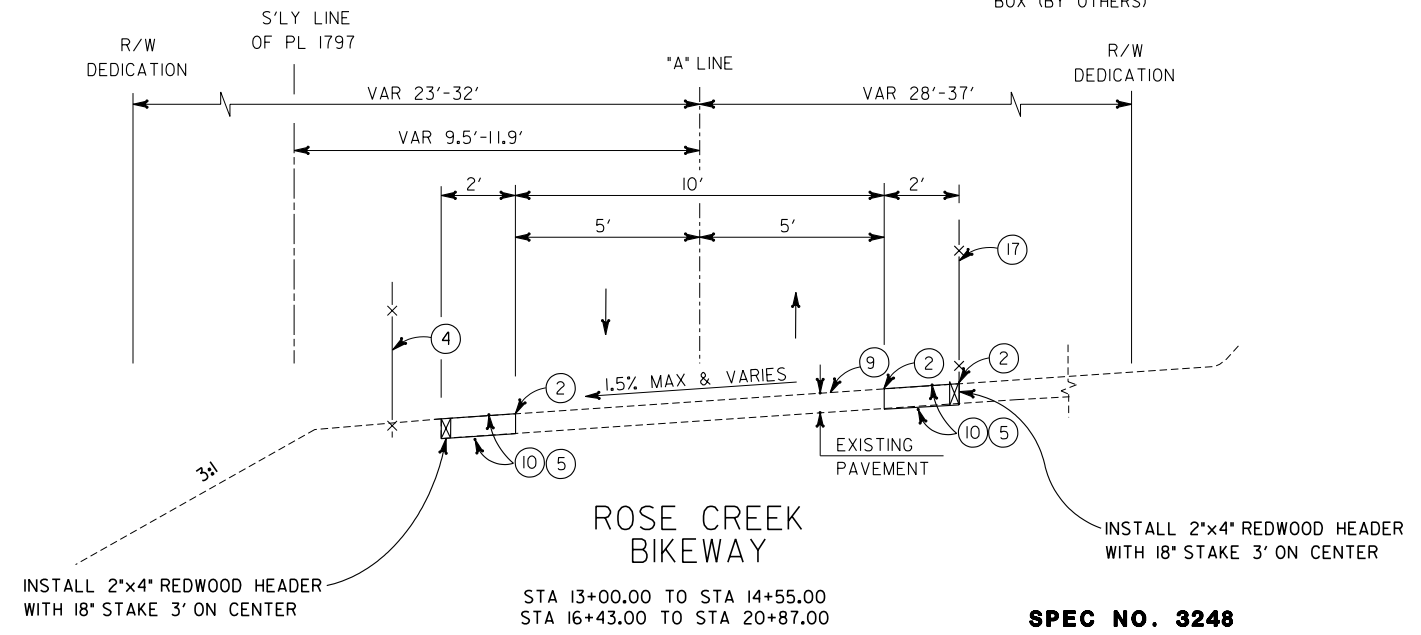 BOX (BY OTHERS)
S'LY LINE
OF PL 1797
R/W
DEDICATION
"A" LINE
R/W
DEDICATION
VAR 23'-32'
VAR 28'-37'
VAR 9.5'-11.9'
2'
10'
2'
5'
5'
17
4
9
2
2
1.5% MAX & VARIES
2
10 5
10 5
EXISTING
PAVEMENT
3:1
ROSE CREEK
BIKEWAY
INSTALL 2"x4" REDWOOD HEADER
WITH 18" STAKE 3' ON CENTER
INSTALL 2"x4" REDWOOD HEADER
WITH 18" STAKE 3' ON CENTER
STA 13+00.00 TO STA 14+55.00
STA 16+43.00 TO STA 20+87.00
SPEC NO. 3248